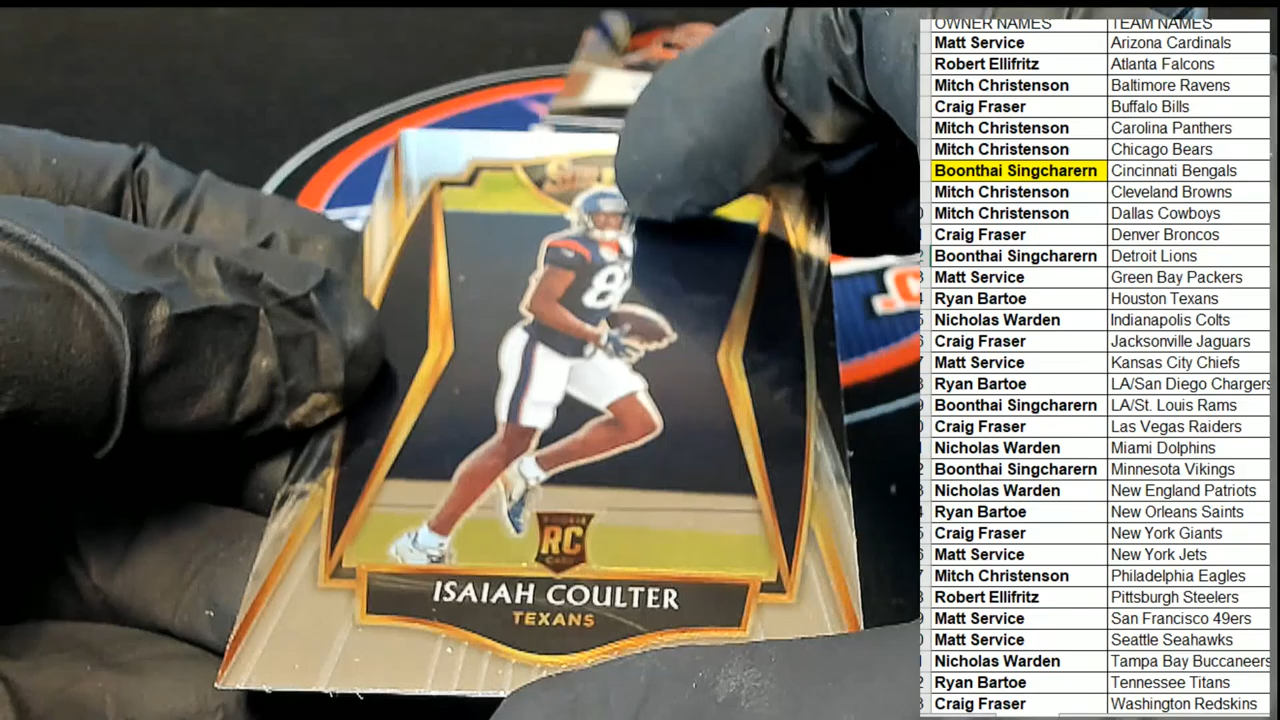 OWNER NAMES TEAM NAMES
Matt Service Arizona Cardinals
Robert Ellifritz Atlanta Falcons
Mitch Christenson Baltimore Ravens
Craig Fraser Buffalo Bills
Mitch Christenson Carolina Panthers
Mitch Christenson Chicago Bears
Boonthai Singcharern Cincinnati Bengals
Mitch Christenson Cleveland Browns
Mitch Christenson Dallas Cowboys
Craig Fraser Denver Broncos
Boonthai Singcharern Detroit Lions
Matt Service Green Bay Packers
Ryan Bartoe Houston Texans
Nicholas Warden Indianapolis Colts
Craig Fraser Jacksonville Jaguars
Matt Service Kansas City Chiefs
Ryan Bartoe LA/San Diego Chargers
Boonthai Singcharern LA/St. Louis Rams
Craig Fraser Las Vegas Raiders
Nicholas Warden Miami Dolphins
Boonthai Singcharern Minnesota Vikings
Nicholas Warden New England Patriots
Ryan Bartoe New Orleans Saints
Craig Fraser New York Giants
Matt Service New York Jets
Mitch Christenson Philadelphia Eagles
Robert Ellifritz Pittsburgh Steelers
Matt Service San Francisco 49ers
Matt Service Seattle Seahawks
Nicholas Warden Tampa Bay Buccaneers
Ryan Bartoe Tennessee Titans
Craig Fraser Washington Redskins
ROOKIE
RC
CARD
ISAIAH COULTER
TEXANS